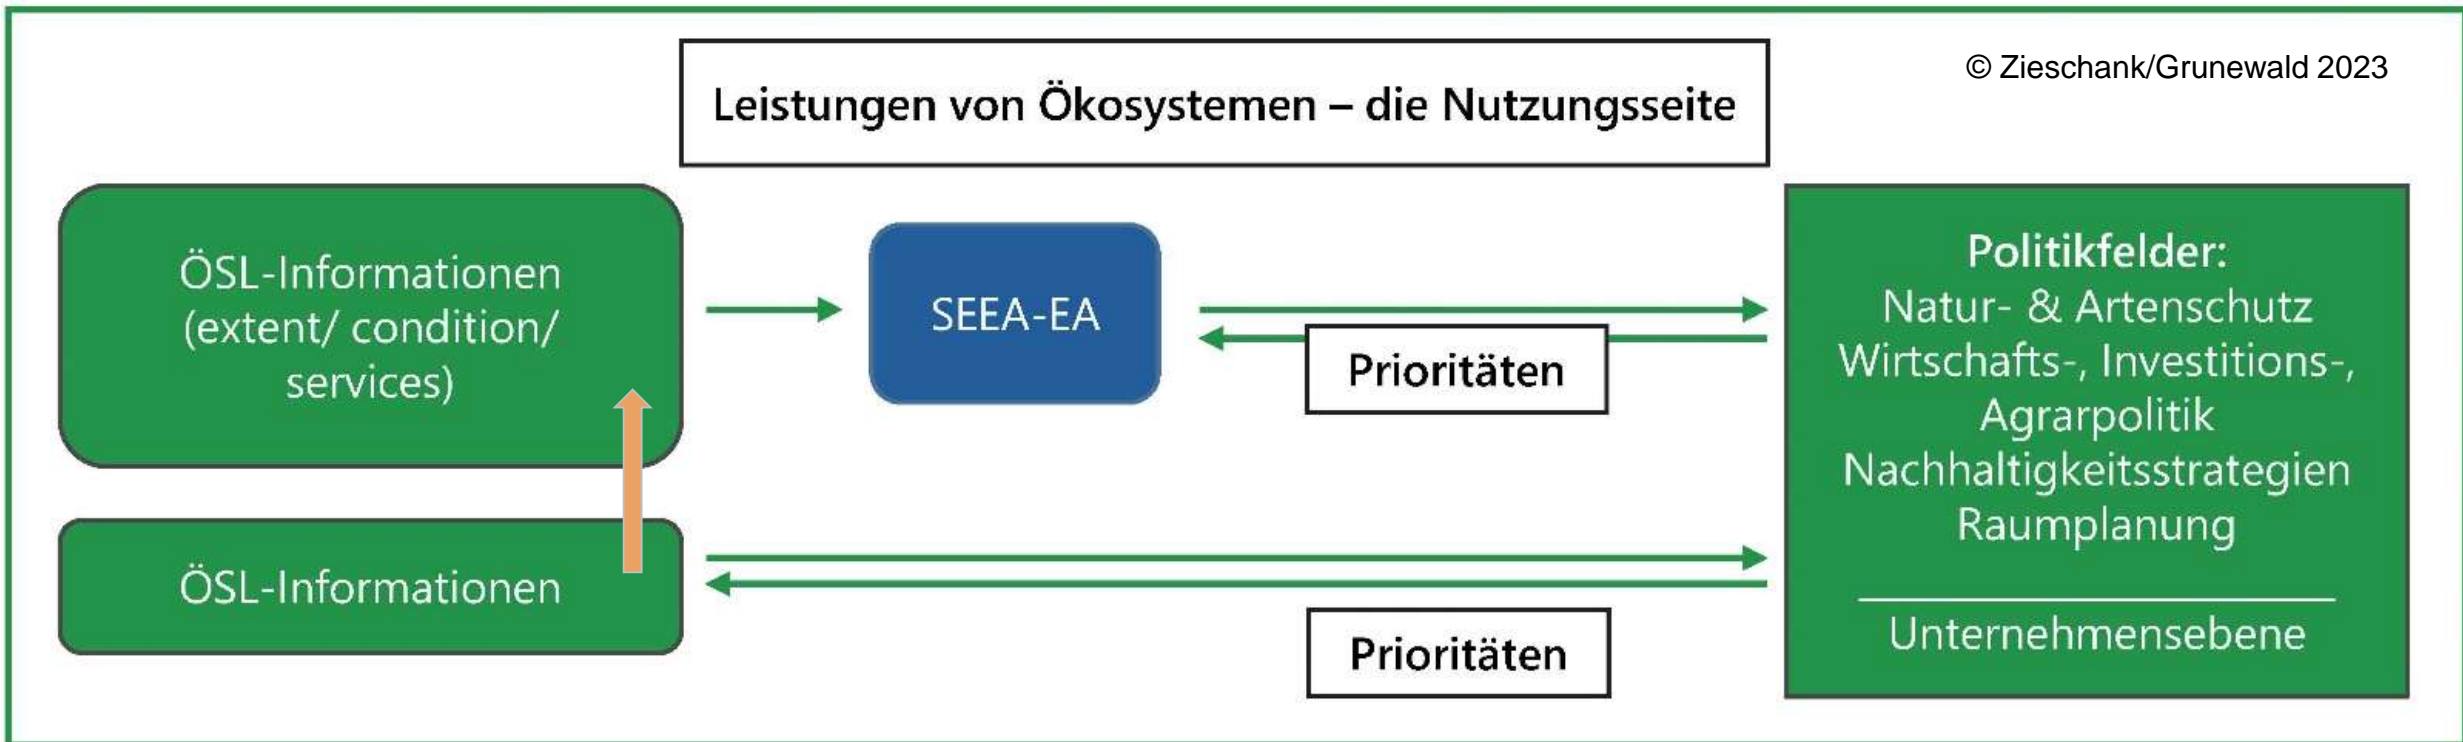 © Zieschank/Grunewald 2023
Leistungen von Ökosystemen – die Nutzungsseite
ÖSL-Informationen
(extent/ condition/
services)
SEEA-EA
Prioritäten
Politikfelder:
Natur- & Artenschutz
Wirtschafts-, Investitions-,
Agrarpolitik
Nachhaltigkeitsstrategien
Raumplanung
Unternehmensebene
ÖSL-Informationen
Prioritäten